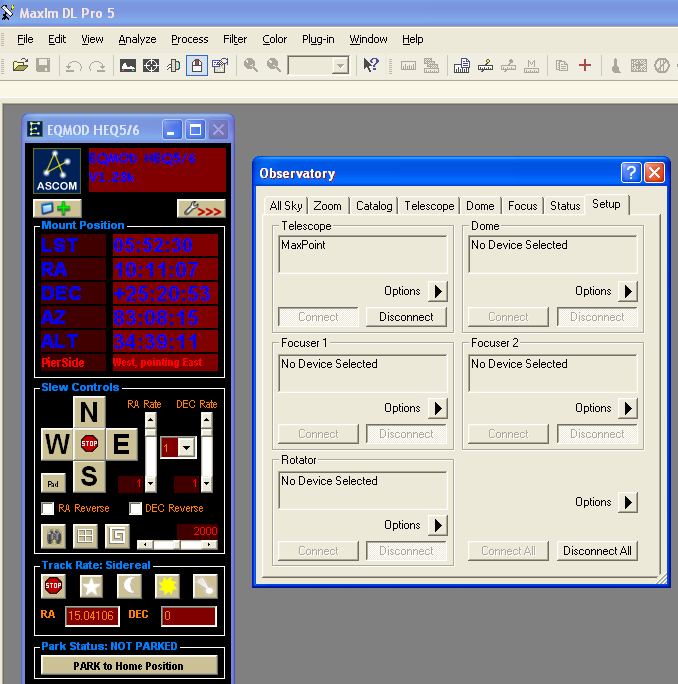 MaxIm DL Pro 5
File Edit View Analyze Process Filter Color Plug-in Window Help
EQMOD HEQ5/6
ASCOM
EQMOD HEQ5/6
V1.28k
>>>
Mount Position
LST 05:52:30
RA 10:11:07
DEC +25:20:53
AZ 83:08:15
ALT 34:39:11
PierSide West, pointing East
Slew Controls
N
W STOP E
S
RA Rate DEC Rate
1
Pad
1 1
RA Reverse DEC Reverse
2000
Track Rate: Sidereal
STOP
RA 15.04106 DEC 0
Park Status: NOT PARKED
PARK to Home Position
Observatory
All Sky Zoom Catalog Telescope Dome Focus Status Setup
Telescope
MaxPoint
Options
Connect Disconnect
Dome
No Device Selected
Options
Connect Disconnect
Focuser 1
No Device Selected
Options
Connect Disconnect
Focuser 2
No Device Selected
Options
Connect Disconnect
Rotator
No Device Selected
Options
Connect Disconnect
Options
Connect All Disconnect All